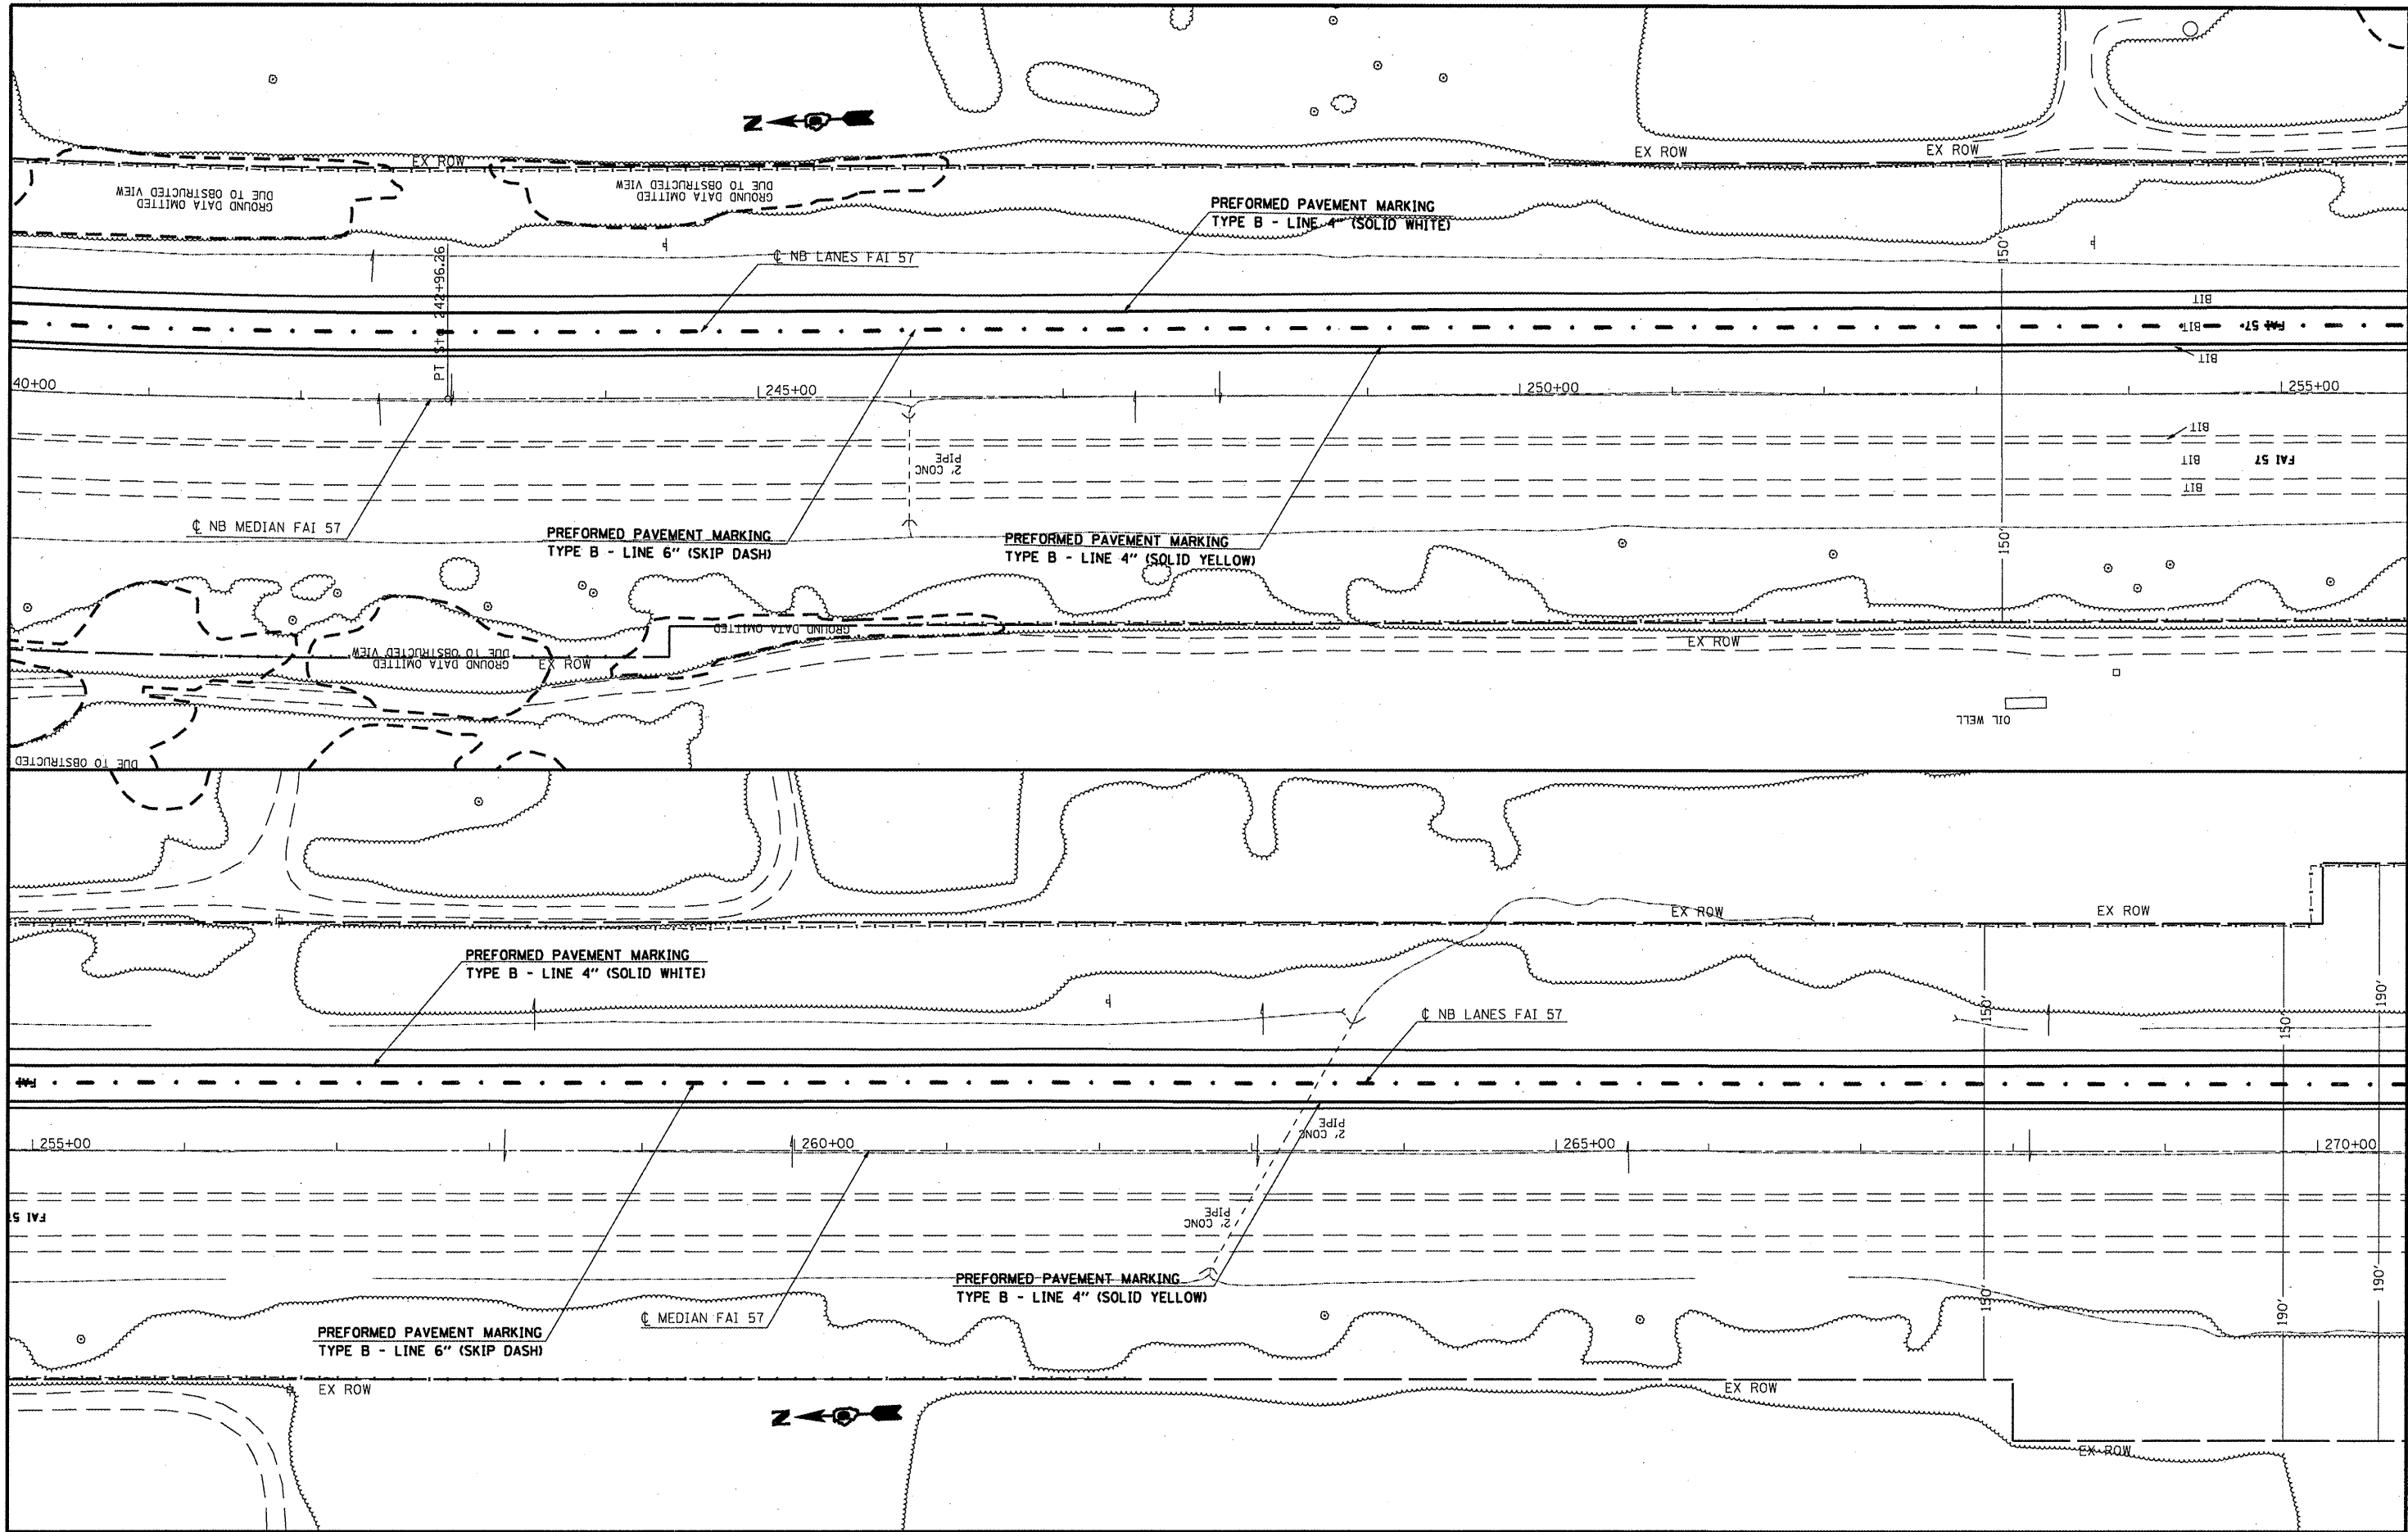 N
EX ROW
EX ROW
EX ROW
GROUND DATA OMITTED
DUE TO OBSTRUCTED VIEW
GROUND DATA OMITTED
DUE TO OBSTRUCTED VIEW
PREFORMED PAVEMENT MARKING
TYPE B - LINE 4" (SOLID WHITE)
150'
℄ NB LANES FAI 57
PT Sta 242+96.26
BIT
BIT
FAI 57
BIT
40+00
245+00
250+00
255+00
BIT
2' CONC
PIPE
BIT
FAI 57
BIT
℄ NB MEDIAN FAI 57
PREFORMED PAVEMENT MARKING
TYPE B - LINE 6" (SKIP DASH)
PREFORMED PAVEMENT MARKING
TYPE B - LINE 4" (SOLID YELLOW)
150'
GROUND DATA OMITTED
EX ROW
GROUND DATA OMITTED
DUE TO OBSTRUCTED VIEW
EX ROW
OIL WELL
DUE TO OBSTRUCTED
EX ROW
EX ROW
PREFORMED PAVEMENT MARKING
TYPE B - LINE 4" (SOLID WHITE)
150'
150'
190'
℄ NB LANES FAI 57
FAI
2' CONC
PIPE
255+00
260+00
265+00
270+00
FAI 57
2' CONC
PIPE
PREFORMED PAVEMENT MARKING
TYPE B - LINE 4" (SOLID YELLOW)
150'
190'
190'
℄ MEDIAN FAI 57
PREFORMED PAVEMENT MARKING
TYPE B - LINE 6" (SKIP DASH)
EX ROW
EX ROW
N
EX ROW